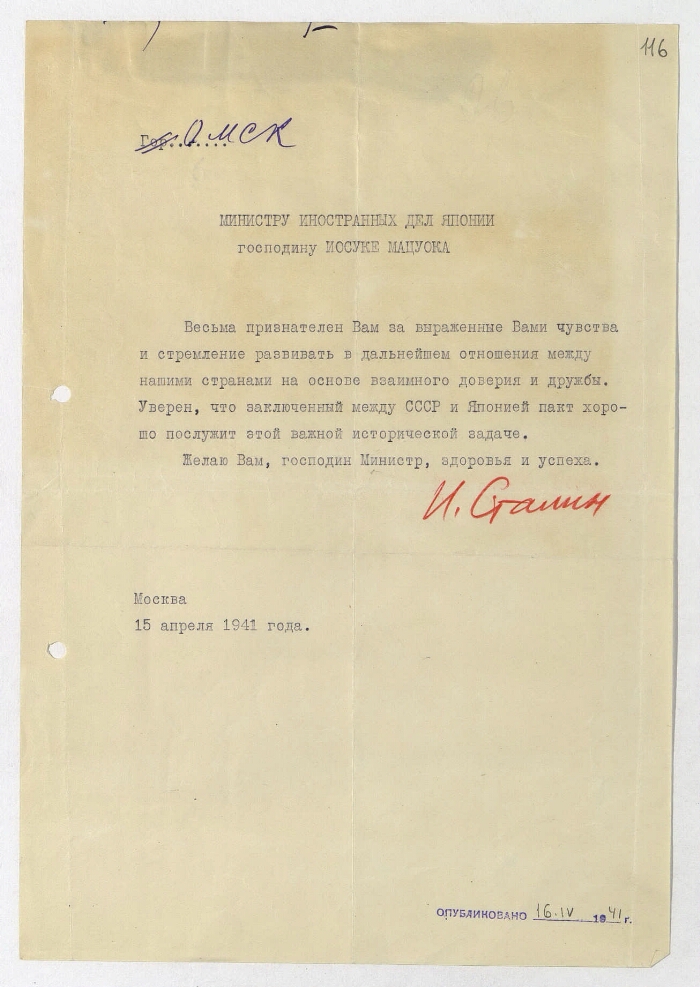 116
Гор....... Омск
МИНИСТРУ ИНОСТРАННЫХ ДЕЛ ЯПОНИИ
господину ИОСУКЕ МАЦУОКА
Весьма признателен Вам за выраженные Вами чувства
и стремление развивать в дальнейшем отношения между
нашими странами на основе взаимного доверия и дружбы.
Уверен, что заключенный между СССР и Японией пакт хоро-
шо послужит этой важной исторической задаче.
Желаю Вам, господин Министр, здоровья и успеха.
И. Сталин
Москва
15 апреля 1941 года.
ОПУБЛИКОВАНО 16.IV 1941 г.